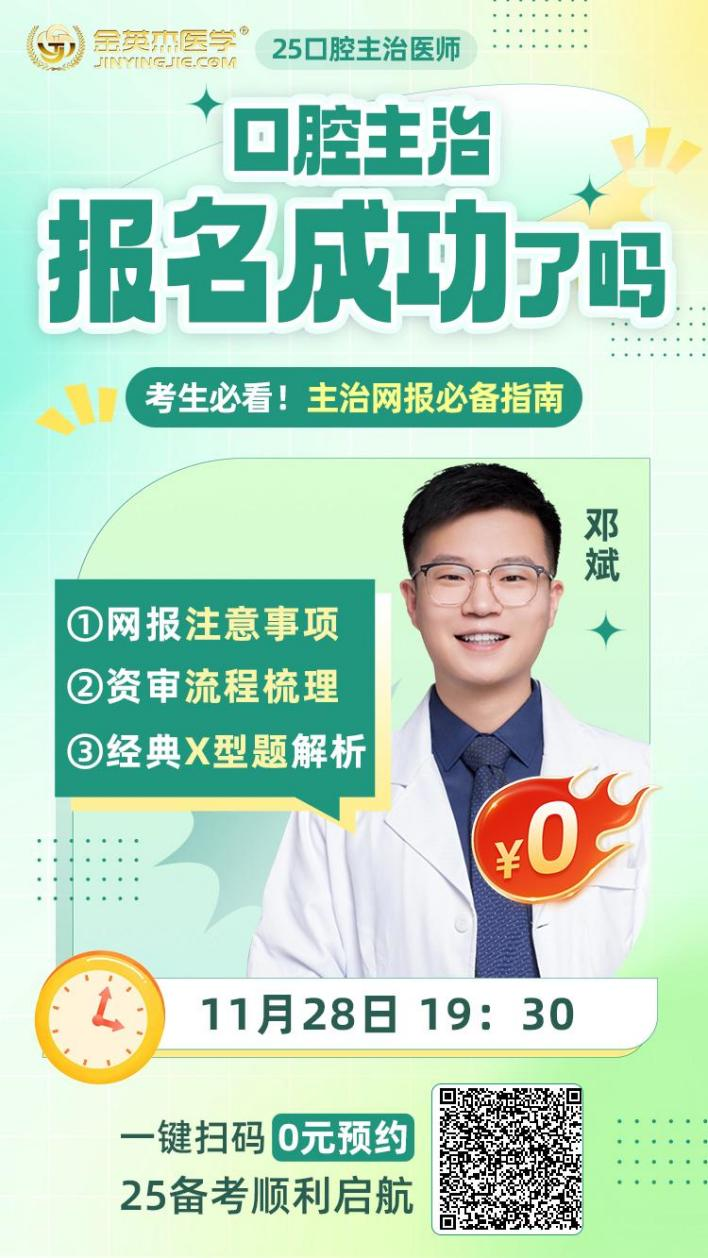 金英杰医学®
JINYINGJIE.COM
25口腔主治医师
口腔主治
报名成功了吗
考生必看！主治网报必备指南
邓斌
①网报注意事项
②资审流程梳理
③经典X型题解析
¥0
11月28日 19：30
一键扫码 0元预约
25备考顺利启航